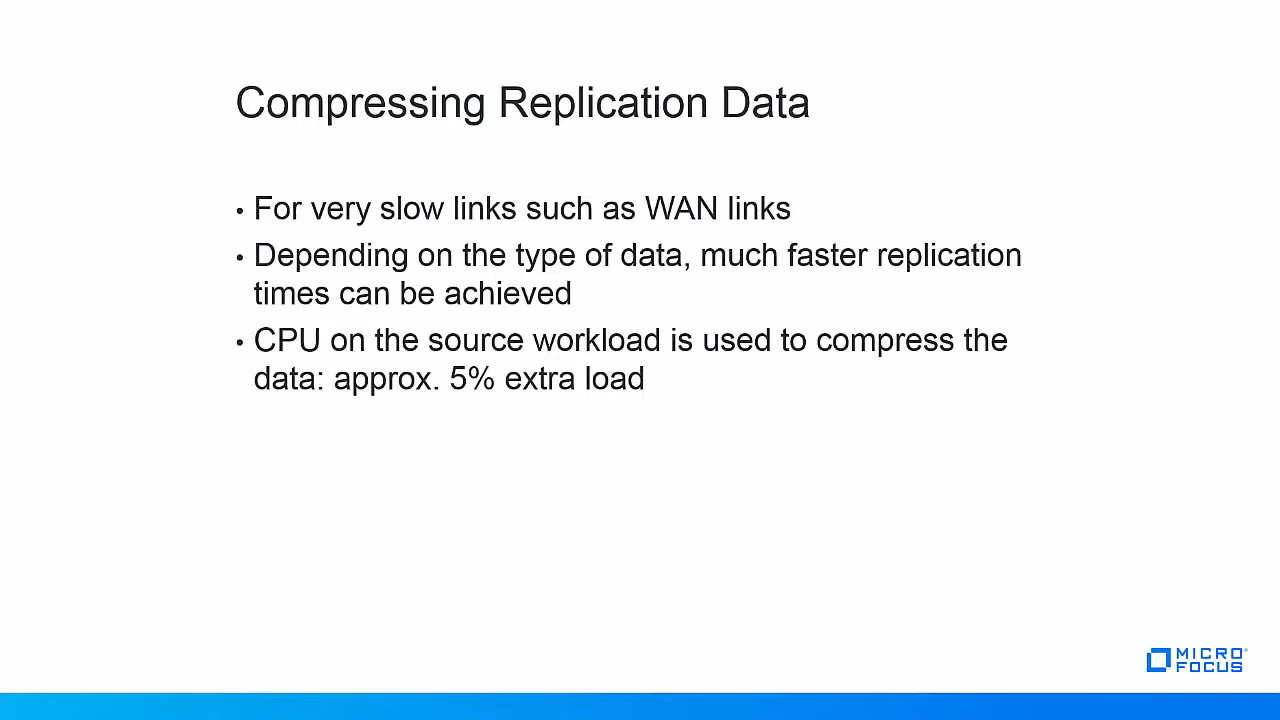 Compressing Replication Data
• For very slow links such as WAN links
• Depending on the type of data, much faster replication
times can be achieved
• CPU on the source workload is used to compress the
data: approx. 5% extra load
MICRO
FOCUS